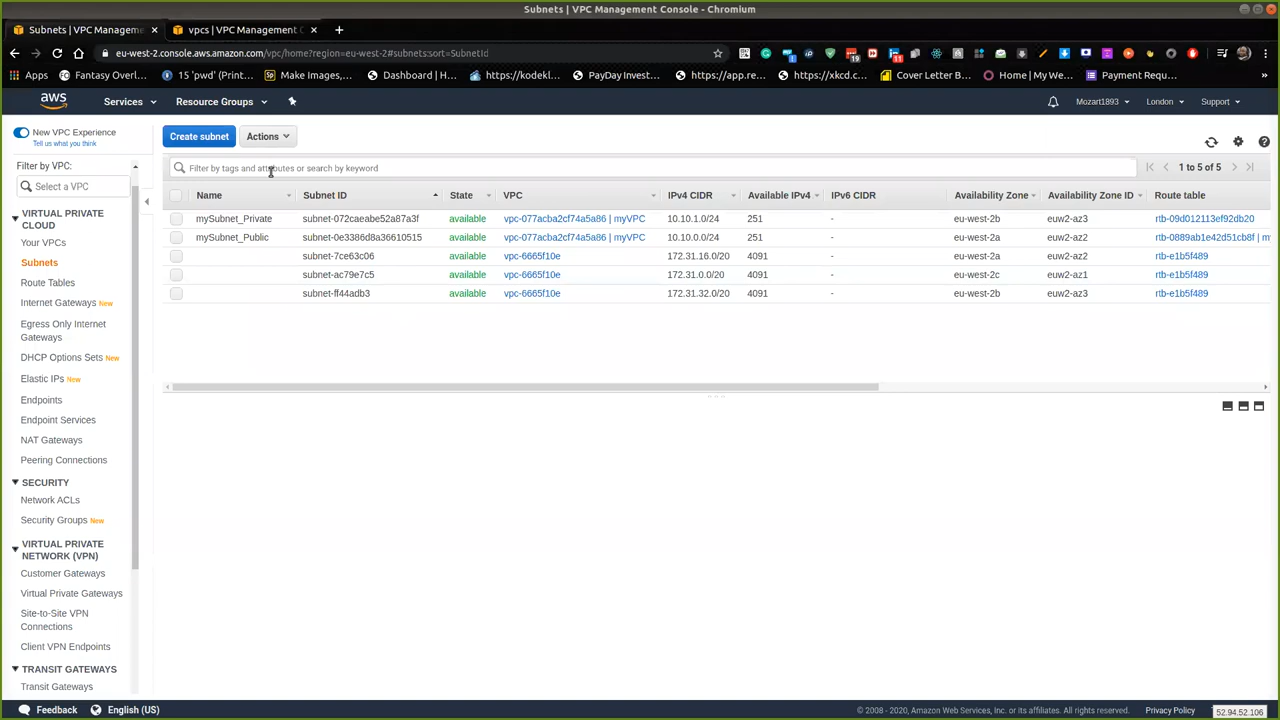 Subnets | VPC Management Console - Chromium
Subnets | VPC Manageme
vpcs | VPC Management C
eu-west-2.console.aws.amazon.com/vpc/home?region=eu-west-2#subnets:sort=SubnetId
19
11
Apps
Fantasy Overl...
15 'pwd' (Print...
Make Images,...
Dashboard | H...
https://kodekl...
PayDay Invest...
https://app.re...
https://xkcd.c...
Cover Letter B...
Home | My We...
Payment Requ...
»
aws
Services
Resource Groups
Mozart1893
London
Support
New VPC Experience
Tell us what you think
Filter by VPC:
Select a VPC
VIRTUAL PRIVATE
CLOUD
Your VPCs
Subnets
Route Tables
Internet Gateways New
Egress Only Internet
Gateways
DHCP Options Sets New
Elastic IPs New
Endpoints
Endpoint Services
NAT Gateways
Peering Connections
SECURITY
Network ACLs
Security Groups New
VIRTUAL PRIVATE
NETWORK (VPN)
Customer Gateways
Virtual Private Gateways
Site-to-Site VPN
Connections
Client VPN Endpoints
TRANSIT GATEWAYS
Transit Gateways
Create subnet
Actions
Filter by tags and attributes or search by keyword
1 to 5 of 5
Name Subnet ID State VPC IPv4 CIDR Available IPv4 IPv6 CIDR Availability Zone Availability Zone ID Route table
mySubnet_Private subnet-072caeabe52a87a3f available vpc-077acba2cf74a5a86 | myVPC 10.10.1.0/24 251 - eu-west-2b euw2-az3 rtb-09d012113ef92db20
mySubnet_Public subnet-0e3386d8a36610515 available vpc-077acba2cf74a5a86 | myVPC 10.10.0.0/24 251 - eu-west-2a euw2-az2 rtb-0889ab1e42d51cb8f | m
subnet-7ce63c06 available vpc-6665f10e 172.31.16.0/20 4091 - eu-west-2a euw2-az2 rtb-e1b5f489
subnet-ac79e7c5 available vpc-6665f10e 172.31.0.0/20 4091 - eu-west-2c euw2-az1 rtb-e1b5f489
subnet-ff44adb3 available vpc-6665f10e 172.31.32.0/20 4091 - eu-west-2b euw2-az3 rtb-e1b5f489
Feedback
English (US)
© 2008 - 2020, Amazon Web Services, Inc. or its affiliates. All rights reserved.
Privacy Policy
52.94.52.106